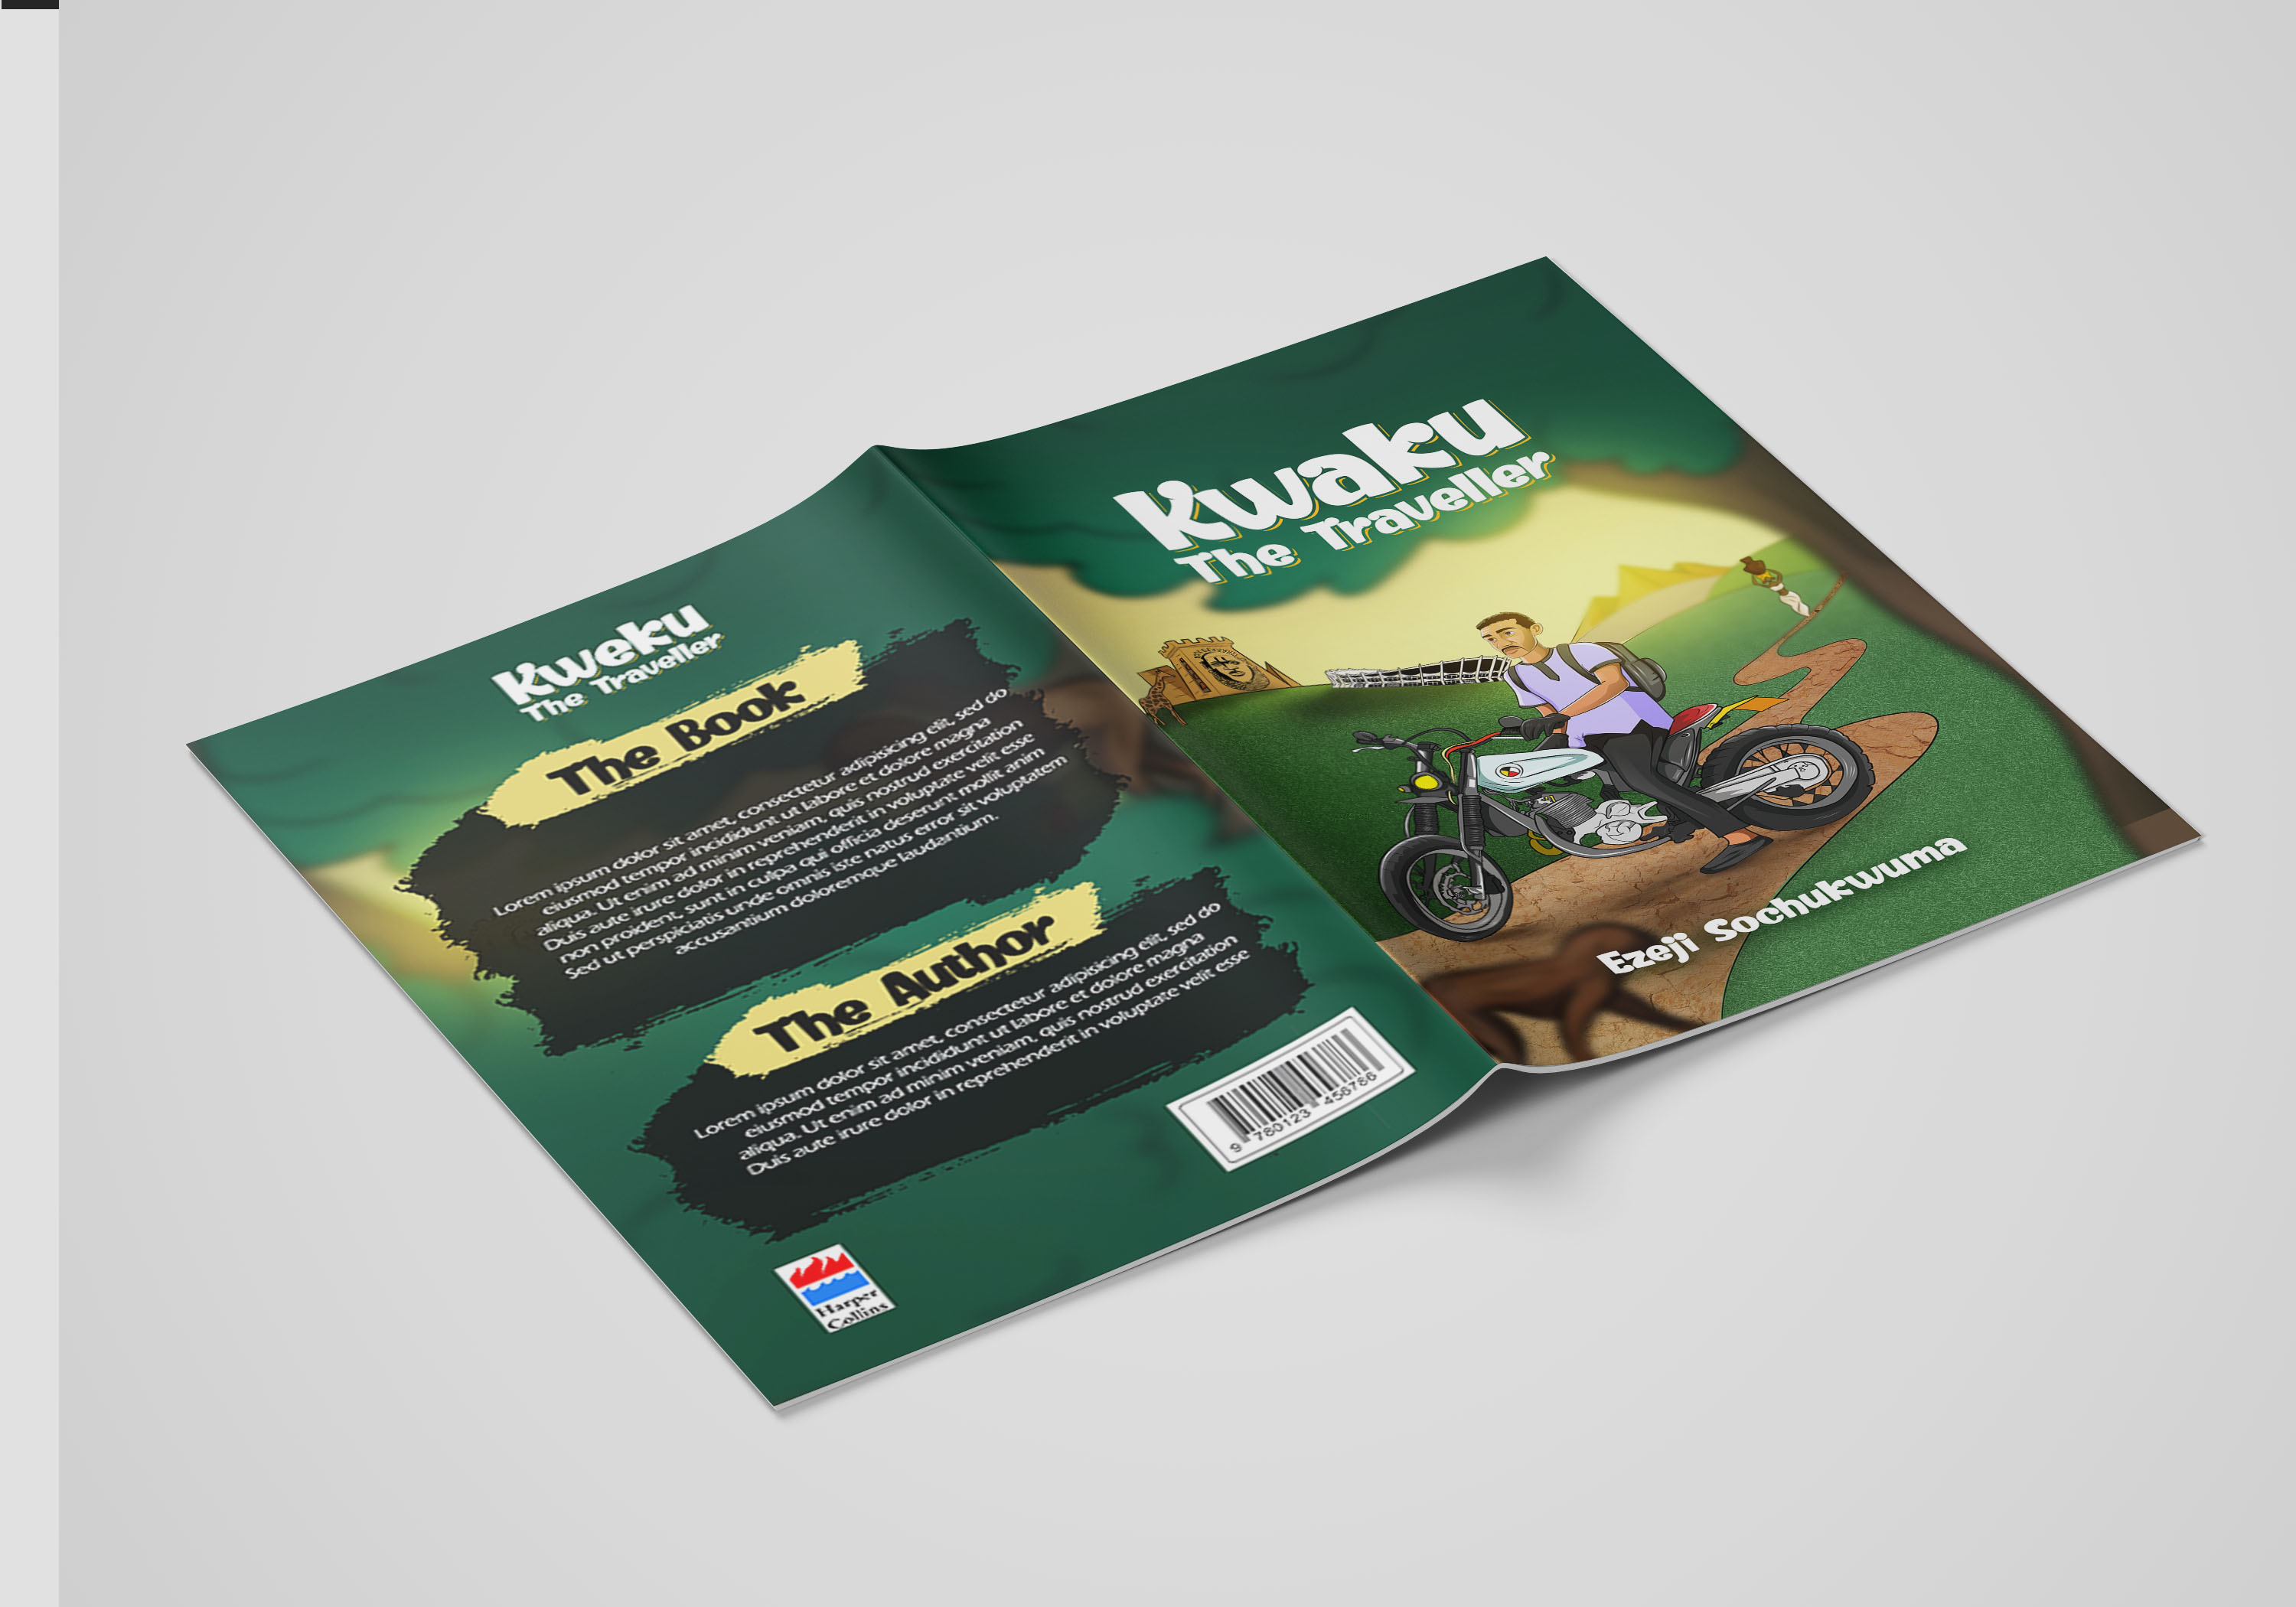 Kweku
The Traveller
The Book
Lorem ipsum dolor sit amet, consectetur adipisicing elit, sed do
eiusmod tempor incididunt ut labore et dolore magna
aliqua. Ut enim ad minim veniam, quis nostrud exercitation
Duis aute irure dolor in reprehenderit in voluptate velit esse
non proident, sunt in culpa qui officia deserunt mollit anim
Sed ut perspiciatis unde omnis iste natus error sit voluptatem
accusantium doloremque laudantium.
The Author
Lorem ipsum dolor sit amet, consectetur adipisicing elit, sed do
eiusmod tempor incididunt ut labore et dolore magna
aliqua. Ut enim ad minim veniam, quis nostrud exercitation
Duis aute irure dolor in reprehenderit in voluptate velit esse
9 780123 456786
Harper
Collins
Kwaku
The Traveller
Ezeji Sochukwuma